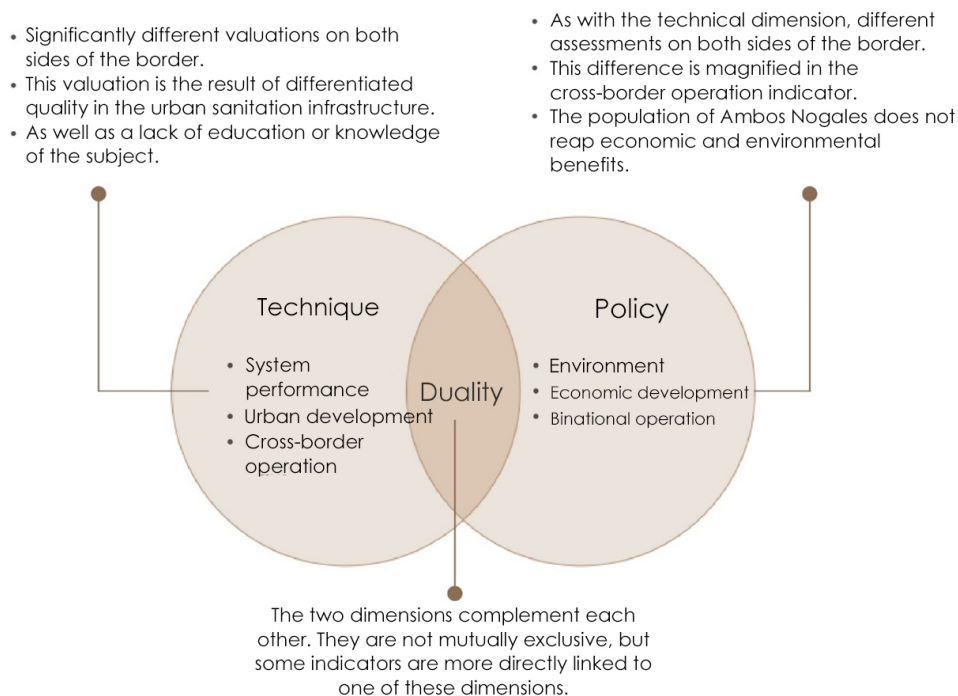 • Significantly different valuations on both
sides of the border.
• This valuation is the result of differentiated
quality in the urban sanitation infrastructure.
• As well as a lack of education or knowledge
of the subject.
• As with the technical dimension, different
assessments on both sides of the border.
• This difference is magnified in the
cross-border operation indicator.
• The population of Ambos Nogales does not
reap economic and environmental
benefits.
Technique
• System
performance
• Urban development
• Cross-border
operation
Duality
Policy
• Environment
• Economic development
• Binational operation
The two dimensions complement each
other. They are not mutually exclusive, but
some indicators are more directly linked to
one of these dimensions.